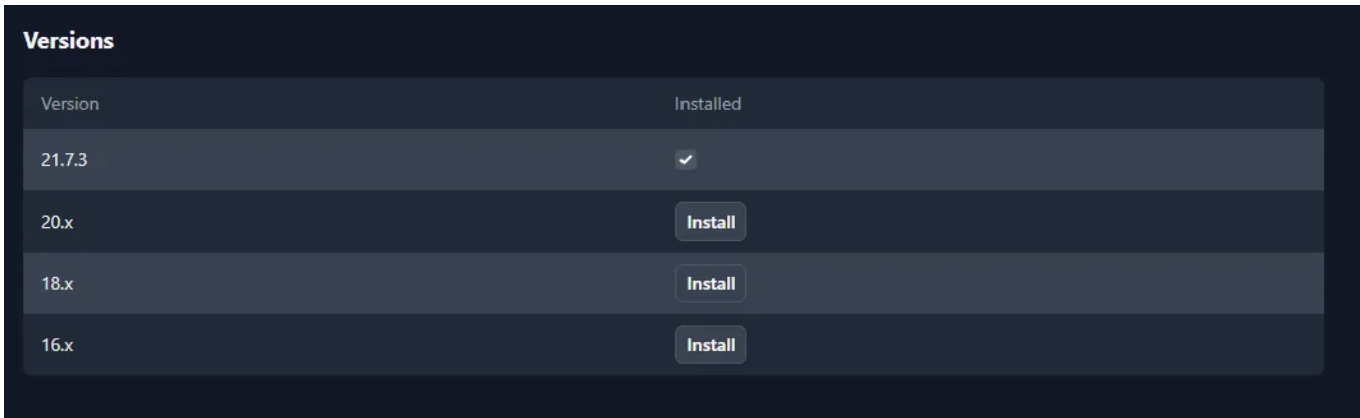 Versions
Version Installed
21.7.3
20.x Install
18.x Install
16.x Install